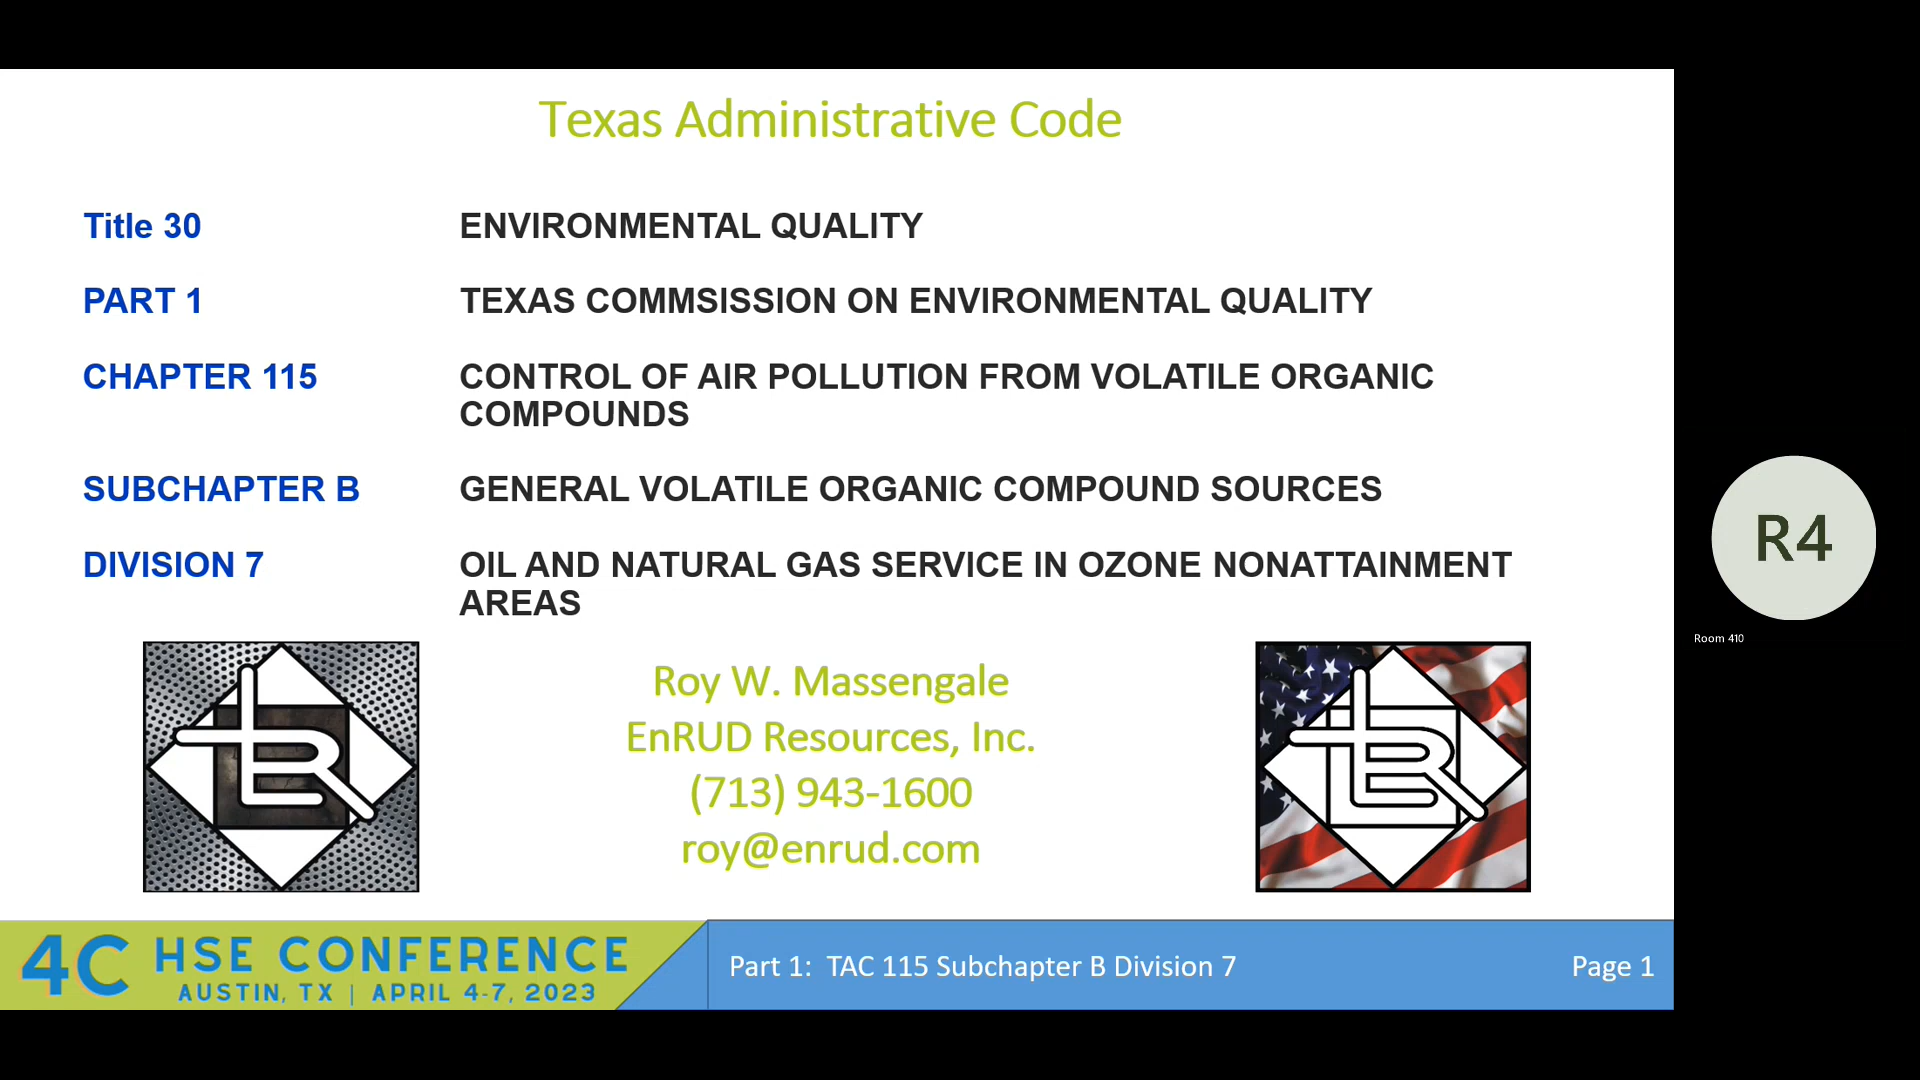 Texas Administrative Code
Title 30 ENVIRONMENTAL QUALITY
PART 1 TEXAS COMMSISSION ON ENVIRONMENTAL QUALITY
CHAPTER 115 CONTROL OF AIR POLLUTION FROM VOLATILE ORGANIC
COMPOUNDS
SUBCHAPTER B GENERAL VOLATILE ORGANIC COMPOUND SOURCES
DIVISION 7 OIL AND NATURAL GAS SERVICE IN OZONE NONATTAINMENT
AREAS
Roy W. Massengale
EnRUD Resources, Inc.
(713) 943-1600
roy@enrud.com
4C HSE CONFERENCE
AUSTIN, TX | APRIL 4-7, 2023
Part 1: TAC 115 Subchapter B Division 7 Page 1
R4
Room 410